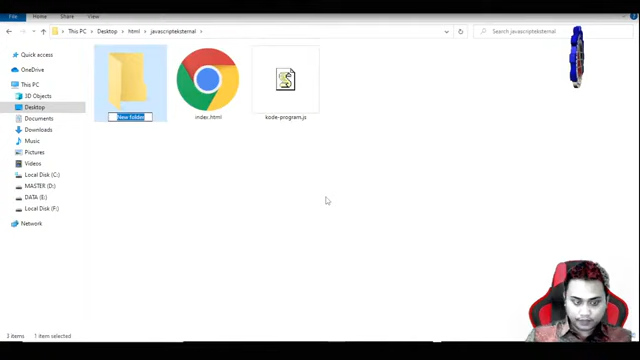 File
Home
Share
View
This PC > Desktop > html > javascripteksternal >
Search javascripteksternal
Quick access
OneDrive
This PC
3D Objects
Desktop
Documents
Downloads
Music
Pictures
Videos
Local Disk (C:)
MASTER (D:)
DATA (E:)
Local Disk (F:)
Network
New folder
index.html
kode-program.js
3 items
1 item selected